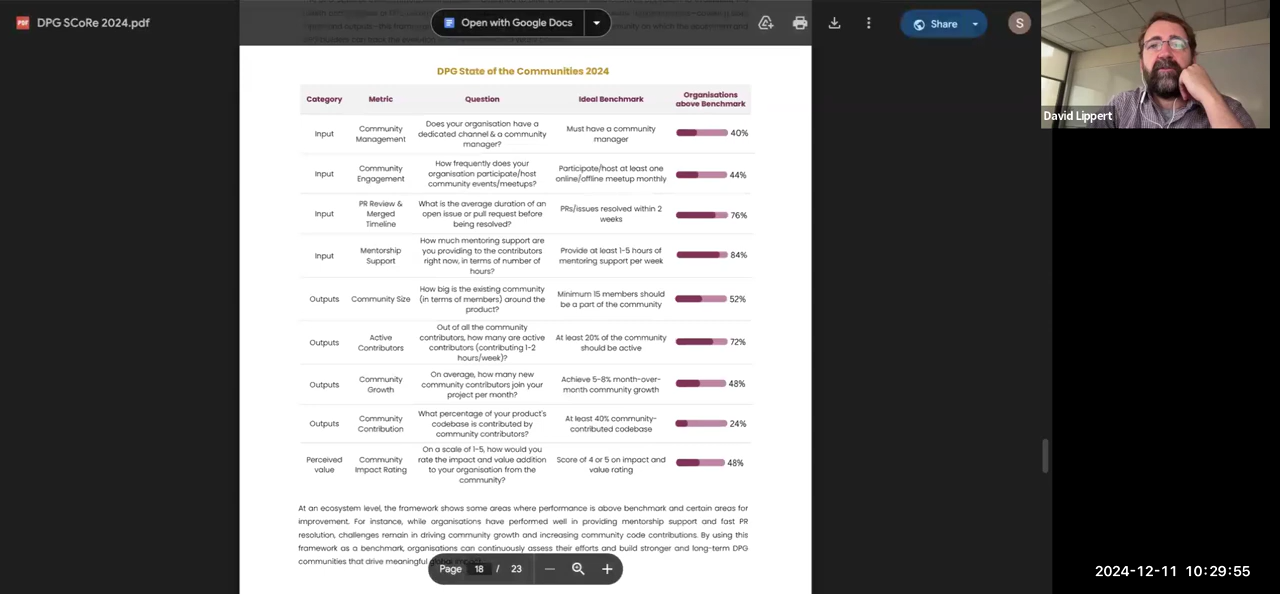 PDF DPG SCoRe 2024.pdf
Open with Google Docs
Share
S
David Lippert
DPG State of the Communities 2024
Category Metric Question Ideal Benchmark Organisations above Benchmark
Input
Community Management
Does your organisation have a dedicated channel & a community manager?
Must have a community manager
40%
Input
Community Engagement
How frequently does your organisation participate/host community events/meetups?
Participate/host at least one online/offline meetup monthly
44%
Input
PR Review & Merged Timeline
What is the average duration of an open issue or pull request before being resolved?
PRs/issues resolved within 2 weeks
76%
Input
Mentorship Support
How much mentoring support are you providing to the contributors right now, in terms of number of hours?
Provide at least 1-5 hours of mentoring support per week
84%
Outputs
Community Size
How big is the existing community (in terms of members) around the product?
Minimum 15 members should be a part of the community
52%
Outputs
Active Contributors
Out of all the community contributors, how many are active contributors (contributing 1-2 hours/week)?
At least 20% of the community should be active
72%
Outputs
Community Growth
On average, how many new community contributors join your project per month?
Achieve 5-8% month-over-month community growth
48%
Outputs
Community Contribution
What percentage of your product's codebase is contributed by community contributors?
At least 40% community-contributed codebase
24%
Perceived value
Community Impact Rating
On a scale of 1-5, how would you rate the impact and value addition to your organisation from the community?
Score of 4 or 5 on impact and value rating
48%
At an ecosystem level, the framework shows some areas where performance is above benchmark and certain areas for
improvement. For instance, while organisations have performed well in providing mentorship support and fast PR
resolution, challenges remain in driving community growth and increasing community code contributions. By using this
framework as a benchmark, organisations can continuously assess their efforts and build stronger and long-term DPG
communities that drive meaningful
Page 18 / 23
2024-12-11 10:29:55